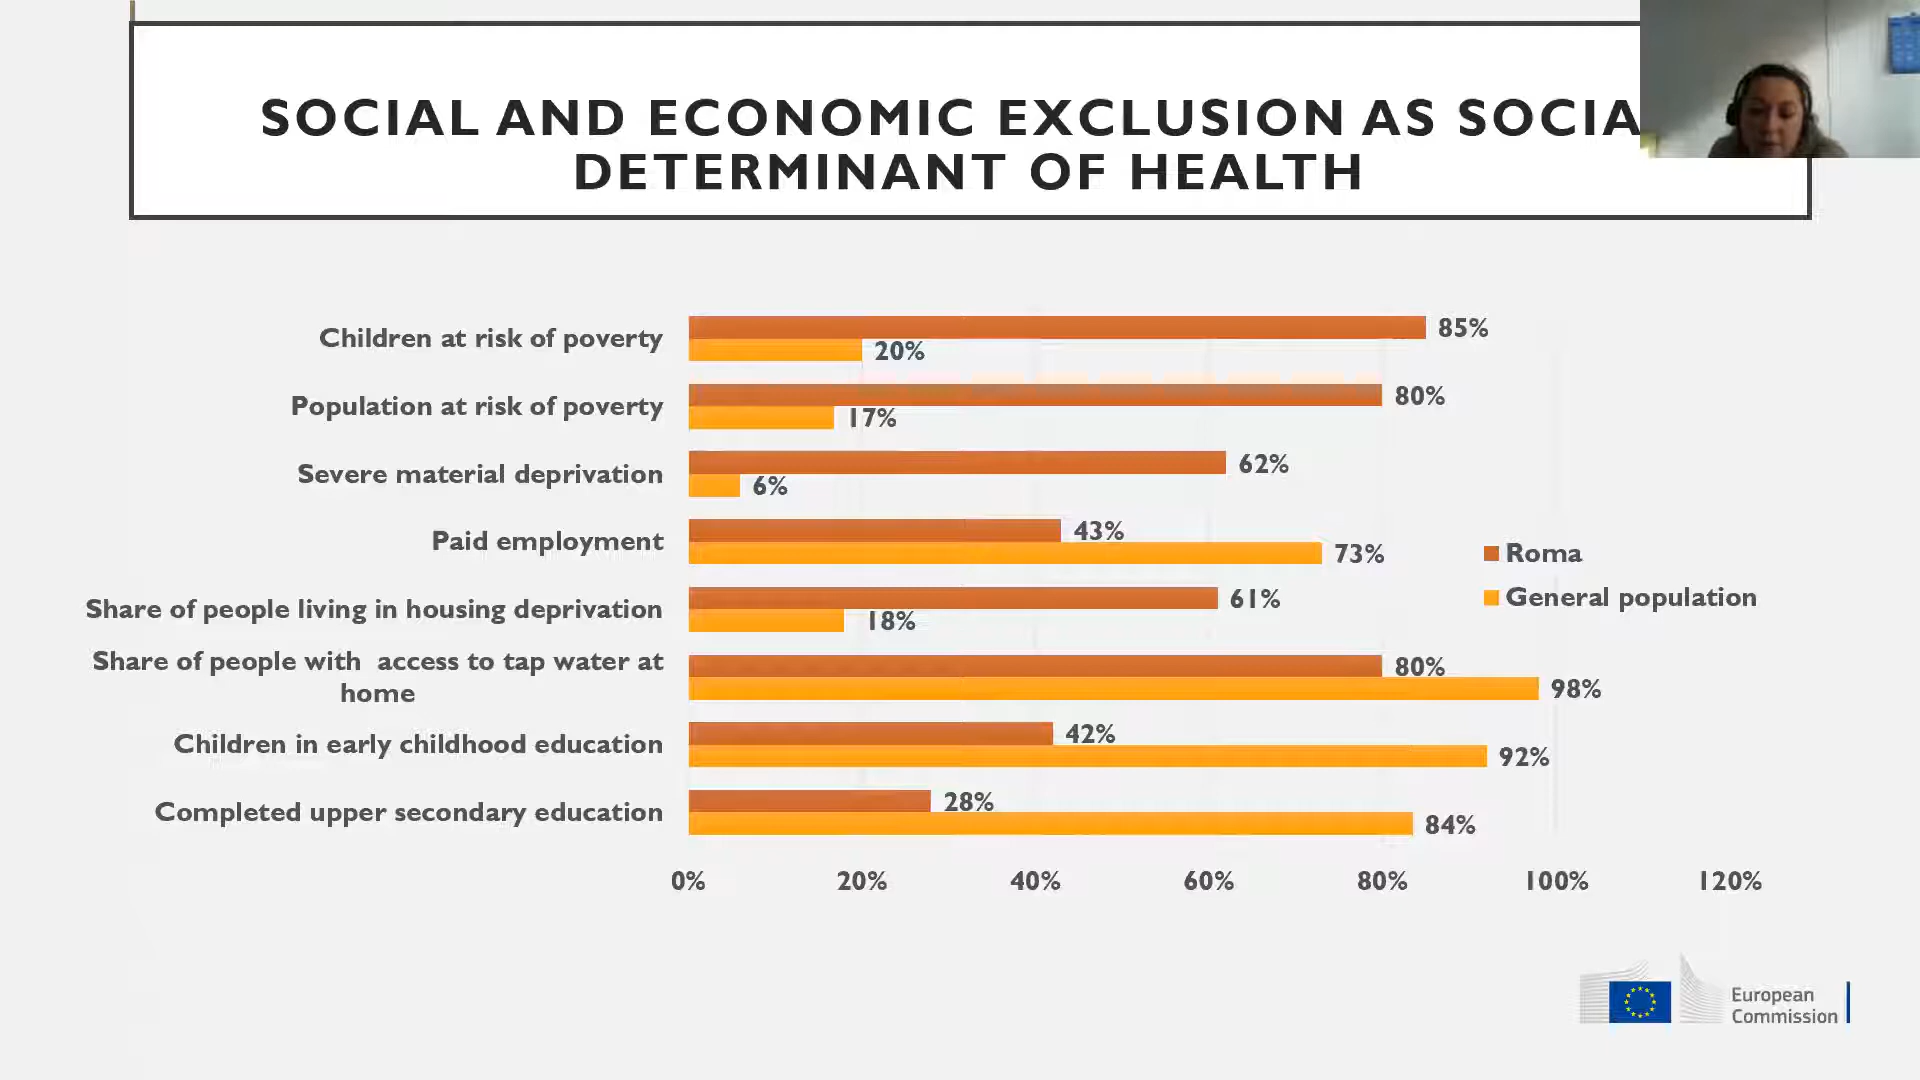 SOCIAL AND ECONOMIC EXCLUSION AS SOCIA
DETERMINANT OF HEALTH
Children at risk of poverty
85%
20%
Population at risk of poverty
80%
17%
Severe material deprivation
62%
6%
Paid employment
43%
73%
Roma
General population
Share of people living in housing deprivation
61%
18%
Share of people with access to tap water at
home
80%
98%
Children in early childhood education
42%
92%
Completed upper secondary education
28%
84%
0% 20% 40% 60% 80% 100% 120%
European
Commission